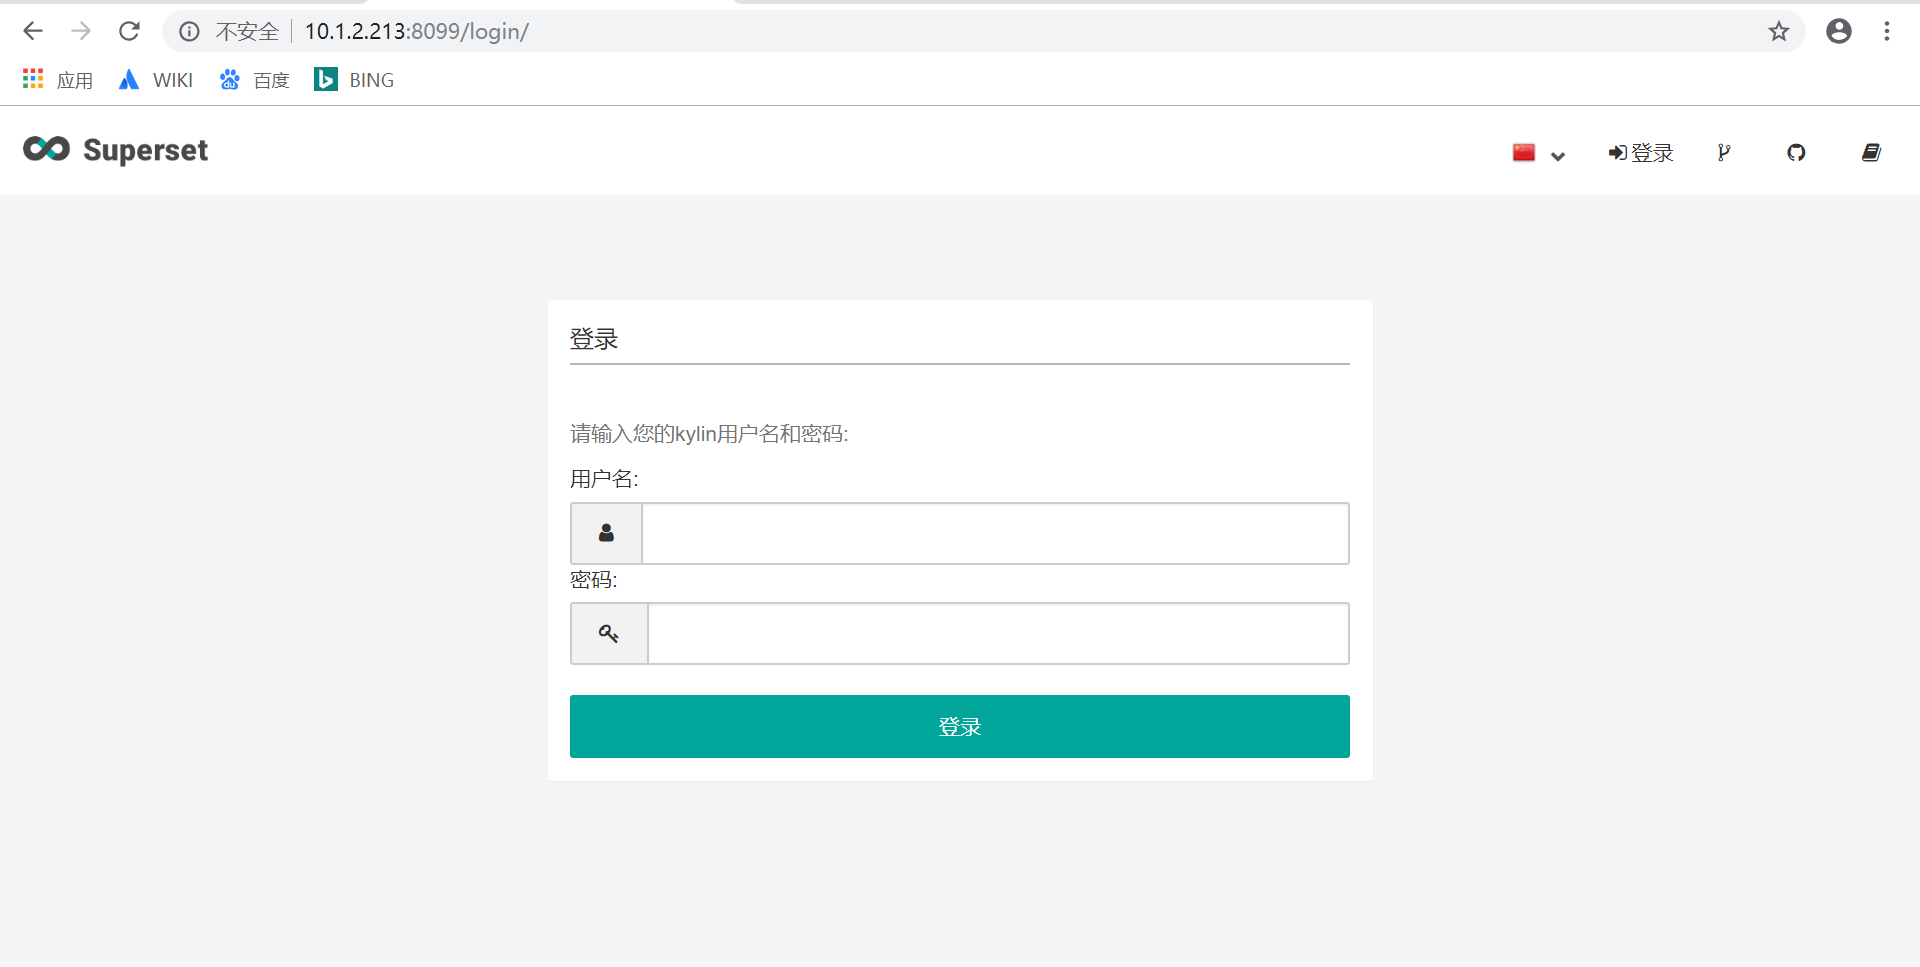 不安全 10.1.2.213:8099/login/
应用 WIKI 百度 BING
Superset 登录
登录
请输入您的kylin用户名和密码:
用户名:
密码:
登录